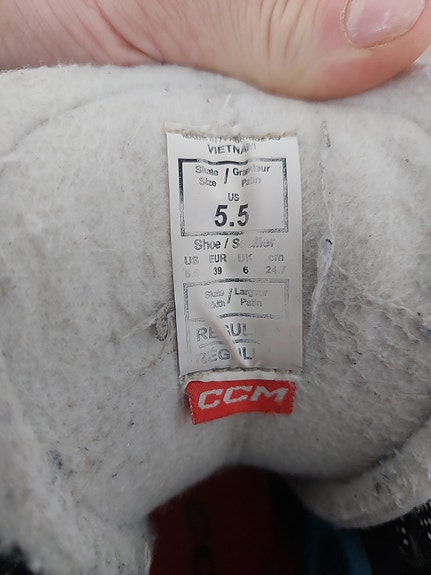 VIETNAM
Skate / Grandeur
Size / Patin
US
5.5
Shoe / Soulier
US EUR UK cm
39 6 24.7
Skate / Largeur
Patin
CCM